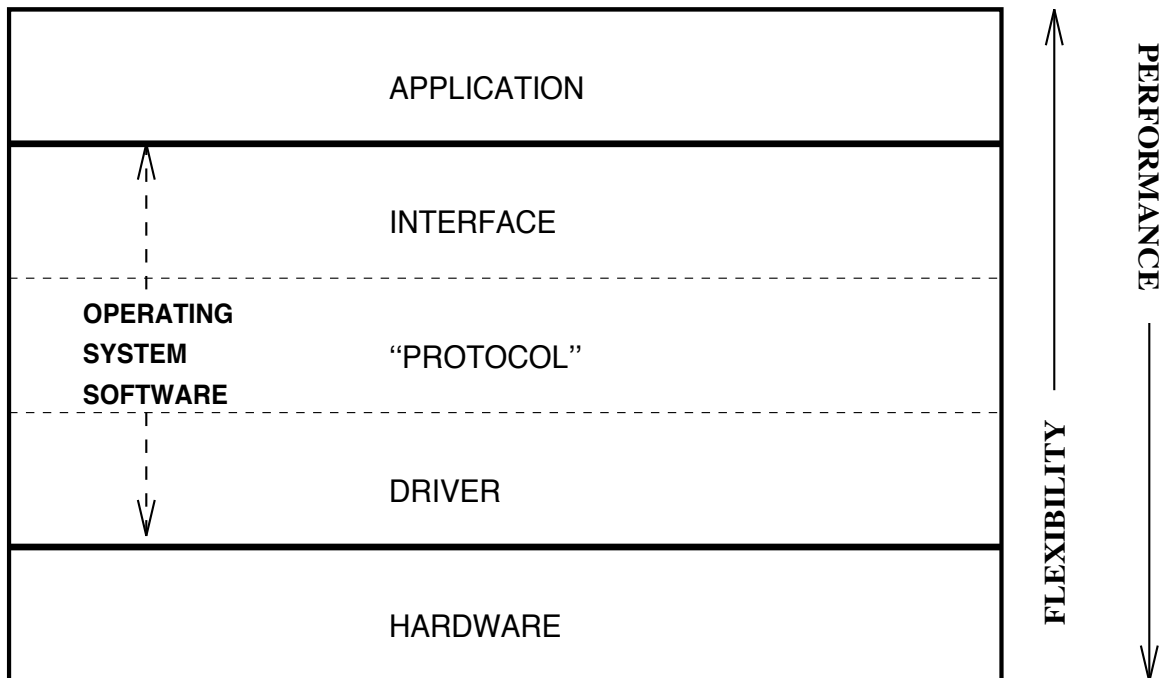 APPLICATION
INTERFACE
OPERATING
SYSTEM
SOFTWARE
‘‘PROTOCOL’’
DRIVER
HARDWARE
FLEXIBILITY
PERFORMANCE